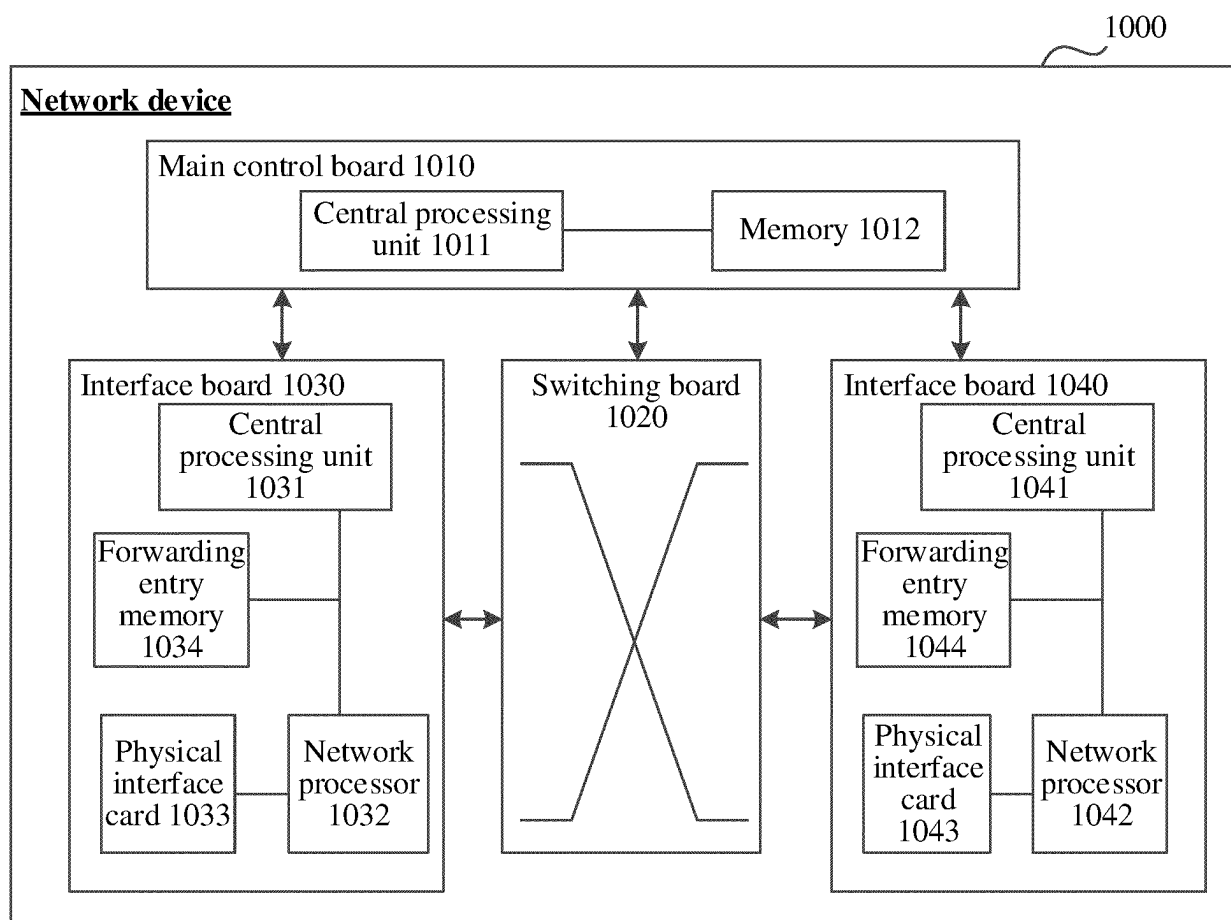 1000
Network device
Main control board 1010
Central processing
unit 1011
Memory 1012
Interface board 1030
Central
processing unit
1031
Forwarding
entry
memory
1034
Physical
interface
card 1033
Network
processor
1032
Switching board
1020
Interface board 1040
Central
processing unit
1041
Forwarding
entry
memory
1044
Physical
interface
card
1043
Network
processor
1042